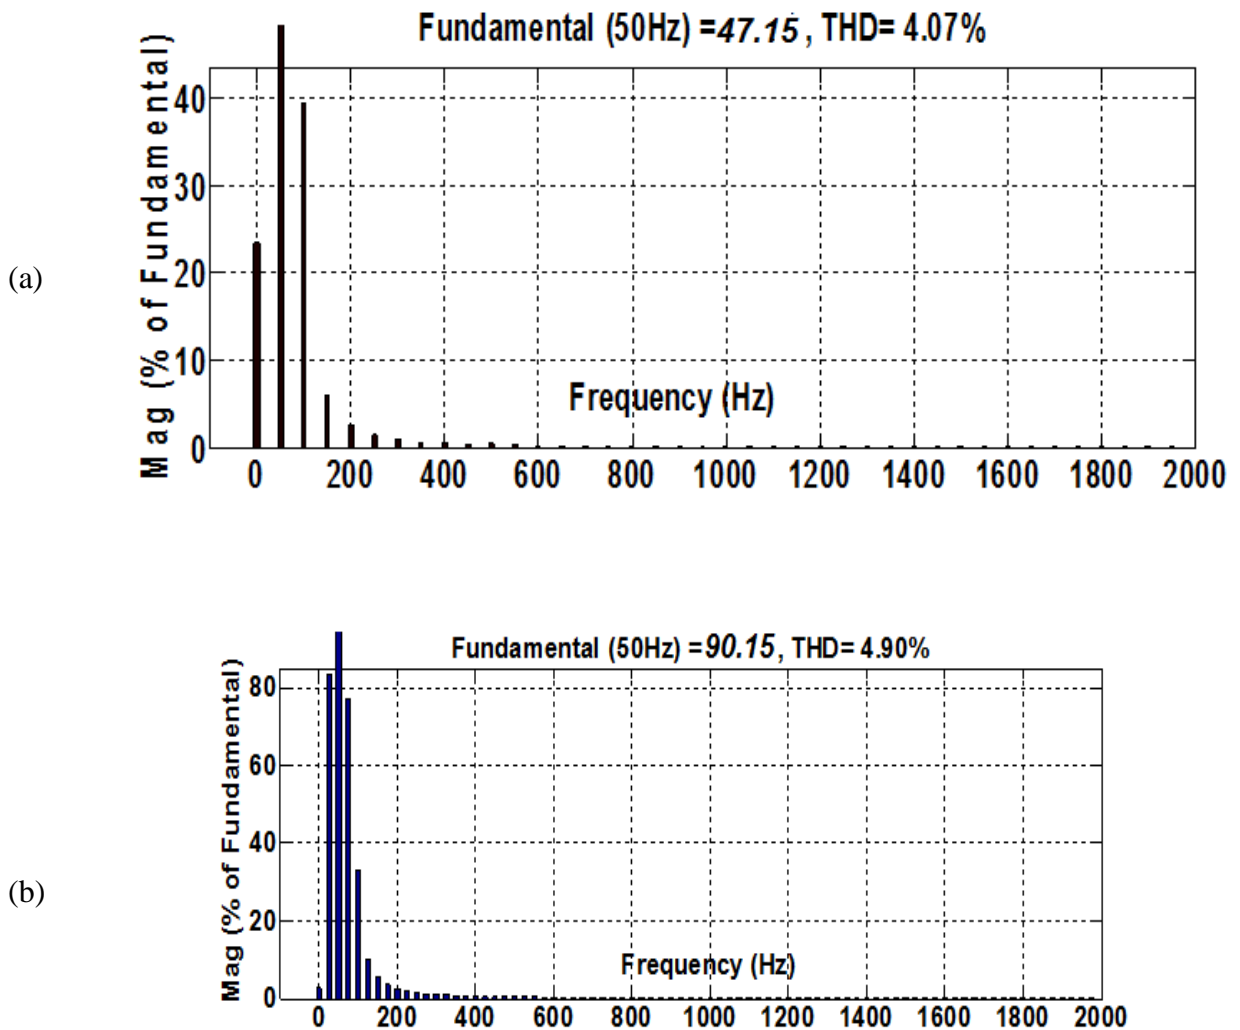 Fundamental (50Hz) =47.15, THD= 4.07%
(a)
Mag (% of Fundamental)
40
30
20
10
0
Frequency (Hz)
0 200 400 600 800 1000 1200 1400 1600 1800 2000
Fundamental (50Hz) =90.15, THD= 4.90%
(b)
Mag (% of Fundamental)
80
60
40
20
0
Frequency (Hz)
0 200 400 600 800 1000 1200 1400 1600 1800 2000